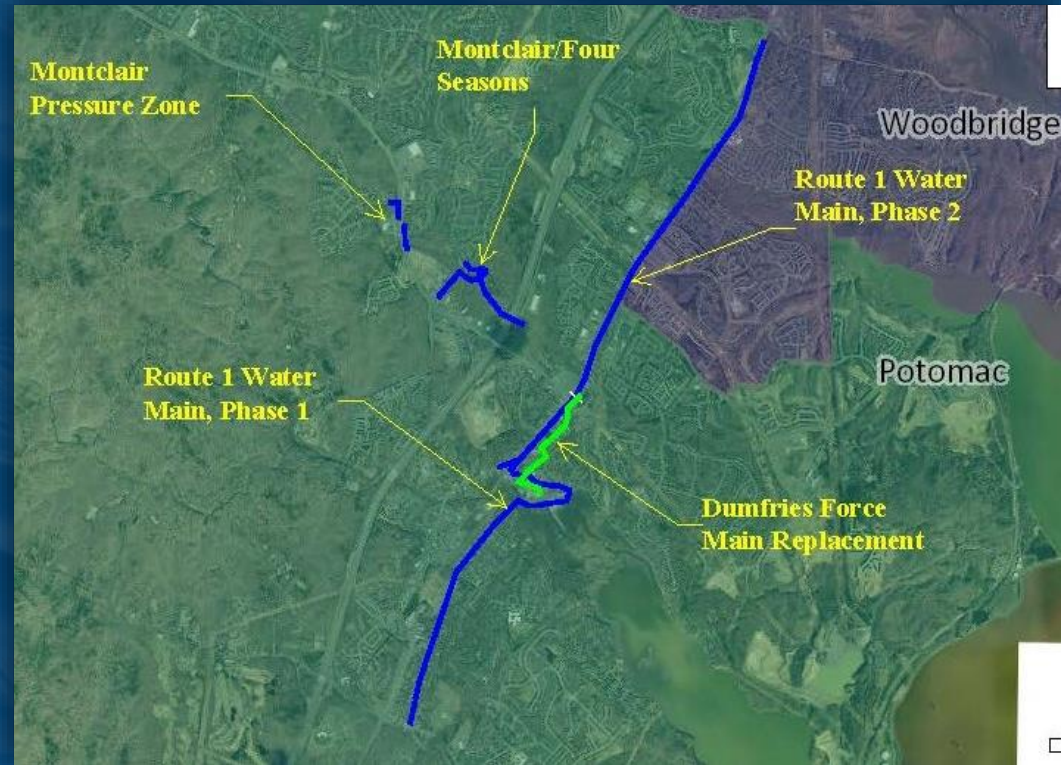 Montclair/Four
Seasons
Montclair
Pressure Zone
Woodbridge
Route 1 Water
Main, Phase 2
Potomac
Route 1 Water
Main, Phase 1
Dumfries Force
Main Replacement